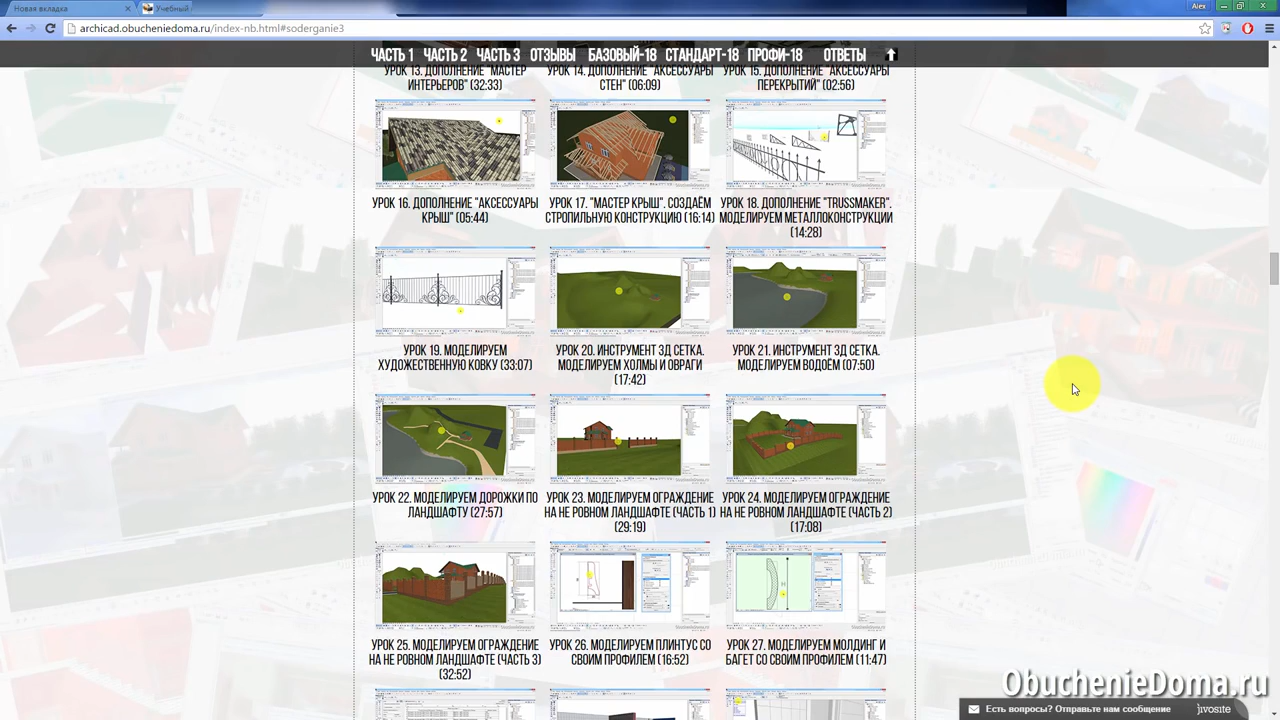 Новая вкладка
Учебный
Alex
archicad.obucheniedoma.ru/index-nb.html#soderganie3
ЧАСТЬ 1 ЧАСТЬ 2 ЧАСТЬ 3 ОТЗЫВЫ БАЗОВЫЙ-18 СТАНДАРТ-18 ПРОФИ-18 ОТВЕТЫ
УРОК 13. ДОПОЛНЕНИЕ "МАСТЕР
ИНТЕРЬЕРОВ" (32:33)
УРОК 14. ДОПОЛНЕНИЕ "АКСЕССУАРЫ
СТЕН" (06:09)
УРОК 15. ДОПОЛНЕНИЕ "АКСЕССУАРЫ
ПЕРЕКРЫТИЙ" (02:56)
УРОК 16. ДОПОЛНЕНИЕ "АКСЕССУАРЫ
КРЫШ" (05:44)
УРОК 17. "МАСТЕР КРЫШ". СОЗДАЁМ
СТРОПИЛЬНУЮ КОНСТРУКЦИЮ (16:14)
УРОК 18. ДОПОЛНЕНИЕ "TRUSSMAKER".
МОДЕЛИРУЕМ МЕТАЛЛОКОНСТРУКЦИИ
(14:28)
УРОК 19. МОДЕЛИРУЕМ
ХУДОЖЕСТВЕННУЮ КОВКУ (33:07)
УРОК 20. ИНСТРУМЕНТ 3Д СЕТКА.
МОДЕЛИРУЕМ ХОЛМЫ И ОВРАГИ
(17:42)
УРОК 21. ИНСТРУМЕНТ 3Д СЕТКА.
МОДЕЛИРУЕМ ВОДОЁМ (07:50)
УРОК 22. МОДЕЛИРУЕМ ДОРОЖКИ ПО
ЛАНДШАФТУ (27:57)
УРОК 23. МОДЕЛИРУЕМ ОГРАЖДЕНИЕ
НА НЕ РОВНОМ ЛАНДШАФТЕ (ЧАСТЬ 1)
(29:19)
УРОК 24. МОДЕЛИРУЕМ ОГРАЖДЕНИЕ
НА НЕ РОВНОМ ЛАНДШАФТЕ (ЧАСТЬ 2)
(17:08)
УРОК 25. МОДЕЛИРУЕМ ОГРАЖДЕНИЕ
НА НЕ РОВНОМ ЛАНДШАФТЕ (ЧАСТЬ 3)
(32:52)
УРОК 26. МОДЕЛИРУЕМ ПЛИНТУС СО
СВОИМ ПРОФИЛЕМ (16:52)
УРОК 27. МОДЕЛИРУЕМ МОЛДИНГ И
БАГЕТ СО СВОИМ ПРОФИЛЕМ (11:47)
ObuchenieDoma.ru
Есть вопросы? Отправьте нам сообщение jivosite